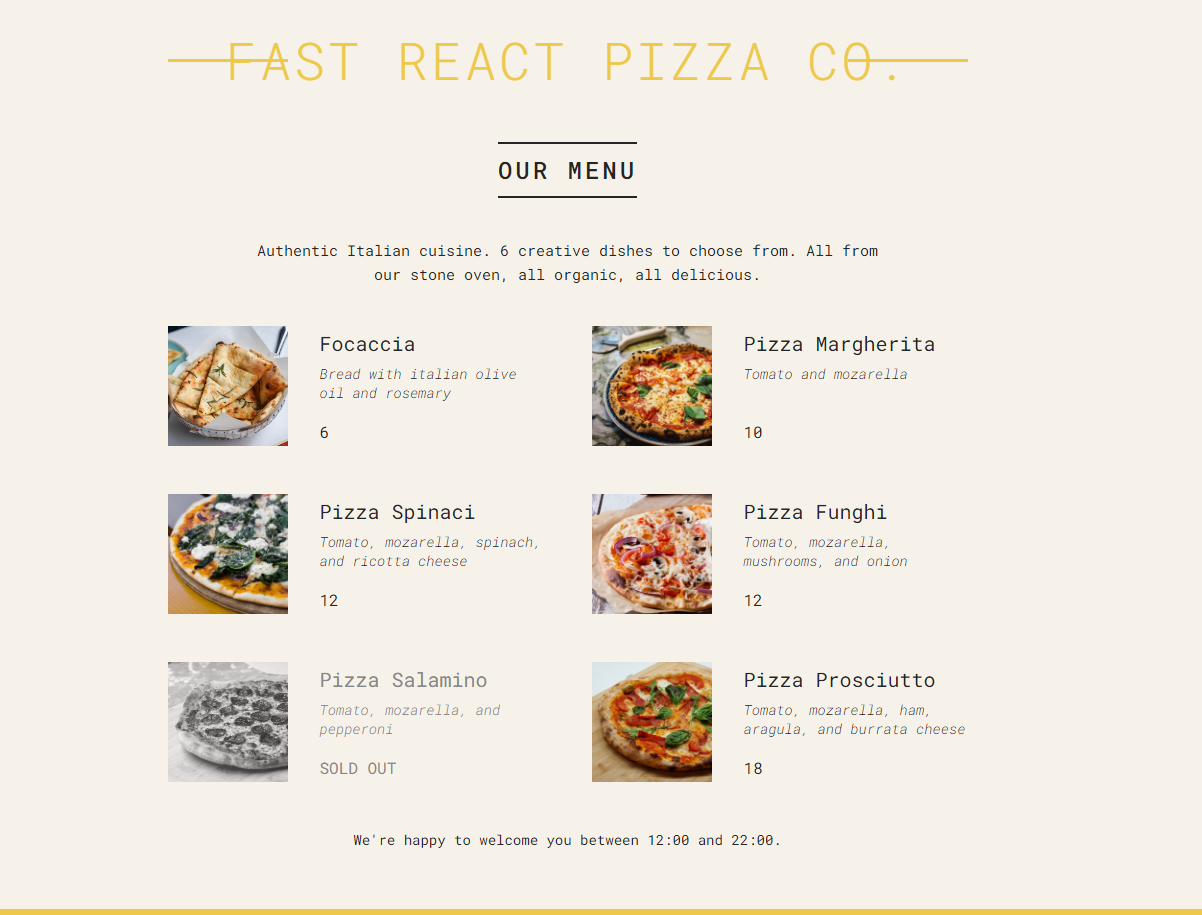 FAST REACT PIZZA CO.
OUR MENU
Authentic Italian cuisine. 6 creative dishes to choose from. All from
our stone oven, all organic, all delicious.
Focaccia
Bread with italian olive
oil and rosemary
6
Pizza Margherita
Tomato and mozarella
10
Pizza Spinaci
Tomato, mozarella, spinach,
and ricotta cheese
12
Pizza Funghi
Tomato, mozarella,
mushrooms, and onion
12
Pizza Salamino
Tomato, mozarella, and
pepperoni
SOLD OUT
Pizza Prosciutto
Tomato, mozarella, ham,
aragula, and burrata cheese
18
We're happy to welcome you between 12:00 and 22:00.